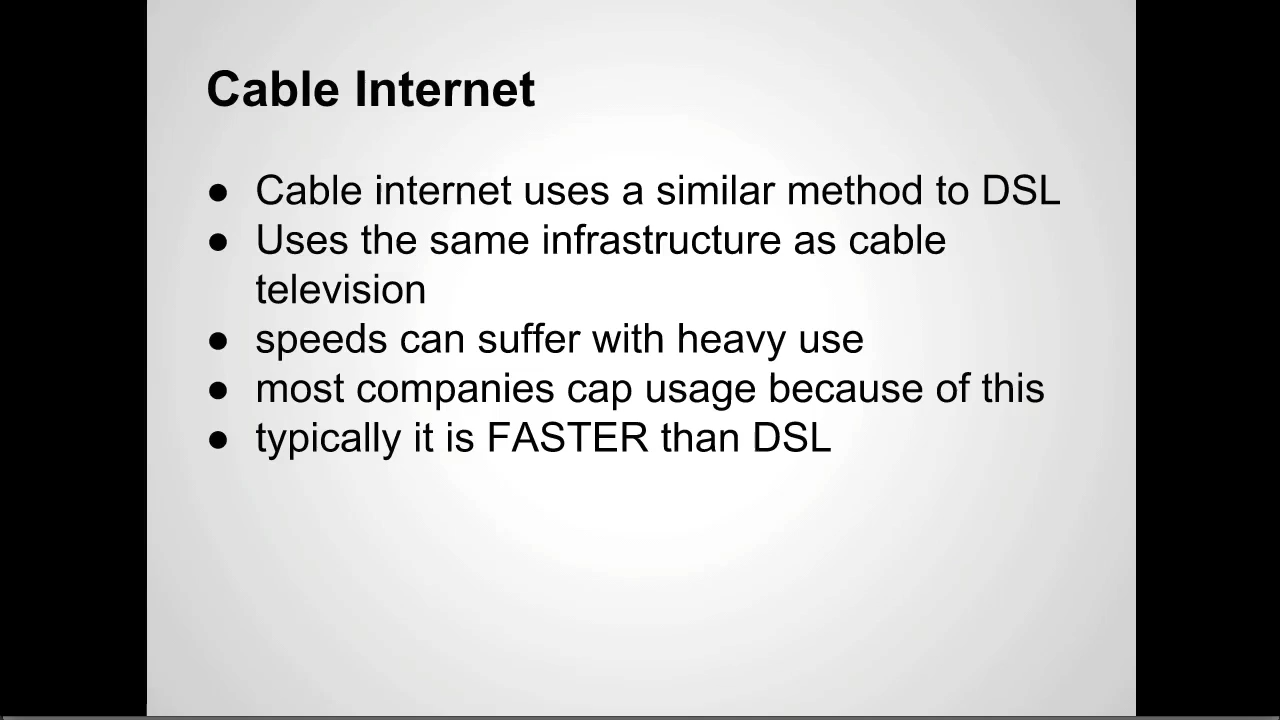 Cable Internet
● Cable internet uses a similar method to DSL
● Uses the same infrastructure as cable
television
● speeds can suffer with heavy use
● most companies cap usage because of this
● typically it is FASTER than DSL